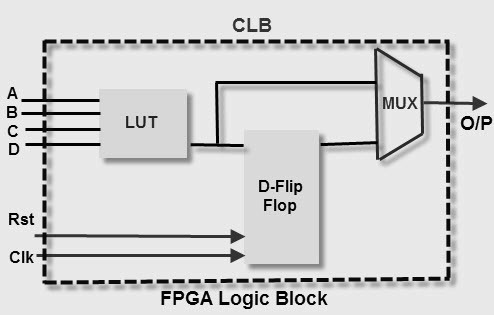 CLB
A
B
C
D
LUT
MUX
O/P
D-Flip
Flop
Rst
Clk
FPGA Logic Block